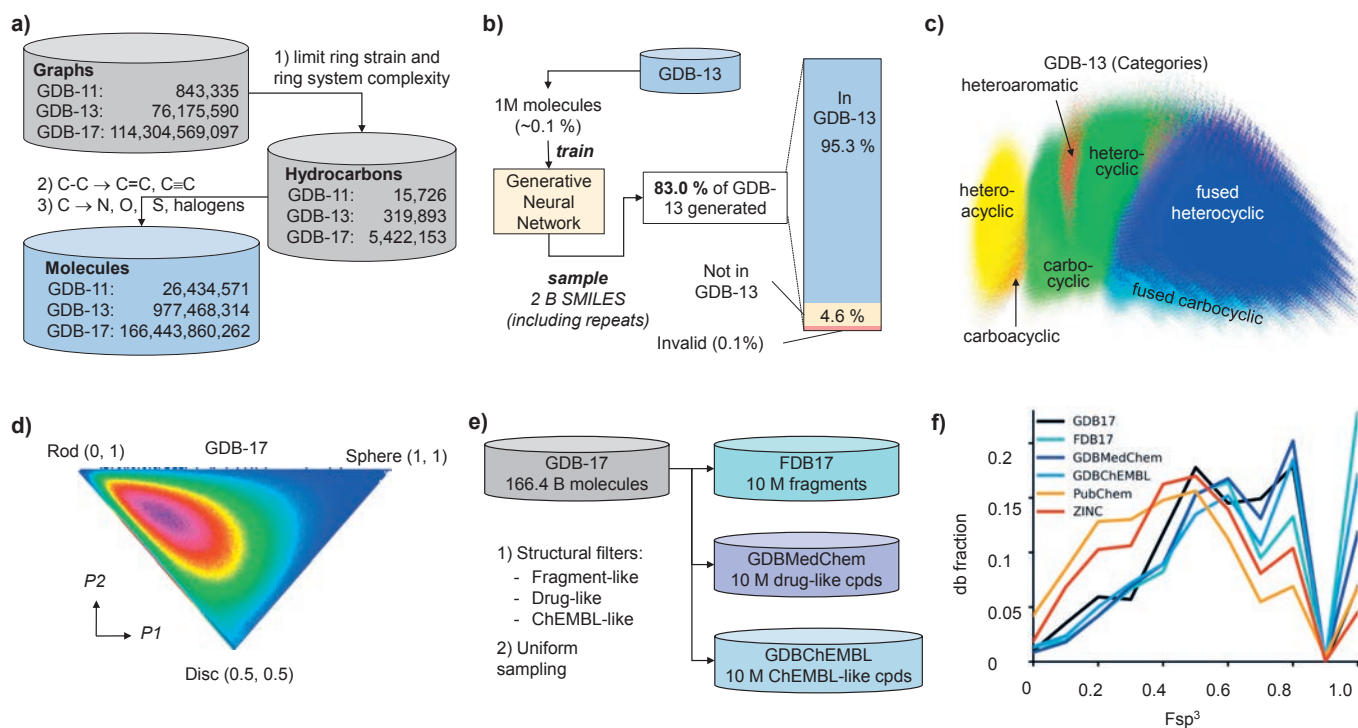 a)
Graphs
GDB-11: 843,335
GDB-13: 76,175,590
GDB-17: 114,304,569,097
1) limit ring strain and
ring system complexity
Hydrocarbons
GDB-11: 15,726
GDB-13: 319,893
GDB-17: 5,422,153
2) C-C → C=C, C≡C
3) C → N, O, S, halogens
Molecules
GDB-11: 26,434,571
GDB-13: 977,468,314
GDB-17: 166,443,860,262
b)
GDB-13
1M molecules
(~0.1 %)
train
Generative
Neural
Network
sample
2 B SMILES
(including repeats)
83.0 % of GDB-
13 generated
In
GDB-13
95.3 %
Not in
GDB-13
4.6 %
Invalid (0.1%)
c)
GDB-13 (Categories)
heteroaromatic
hetero-
cyclic
hetero-
acyclic
fused
heterocyclic
carbo-
cyclic
fused carbocyclic
carboacyclic
d)
GDB-17
Rod (0, 1)
Sphere (1, 1)
P2
P1
Disc (0.5, 0.5)
e)
GDB-17
166.4 B molecules
FDB17
10 M fragments
1) Structural filters:
- Fragment-like
- Drug-like
- ChEMBL-like
2) Uniform
sampling
GDBMedChem
10 M drug-like cpds
GDBChEMBL
10 M ChEMBL-like cpds
f)
GDB17
FDB17
GDBMedChem
GDBChEMBL
PubChem
ZINC
db fraction
0.2
0.15
0.1
0.05
0
0 0.2 0.4 0.6 0.8 1.0
Fsp³